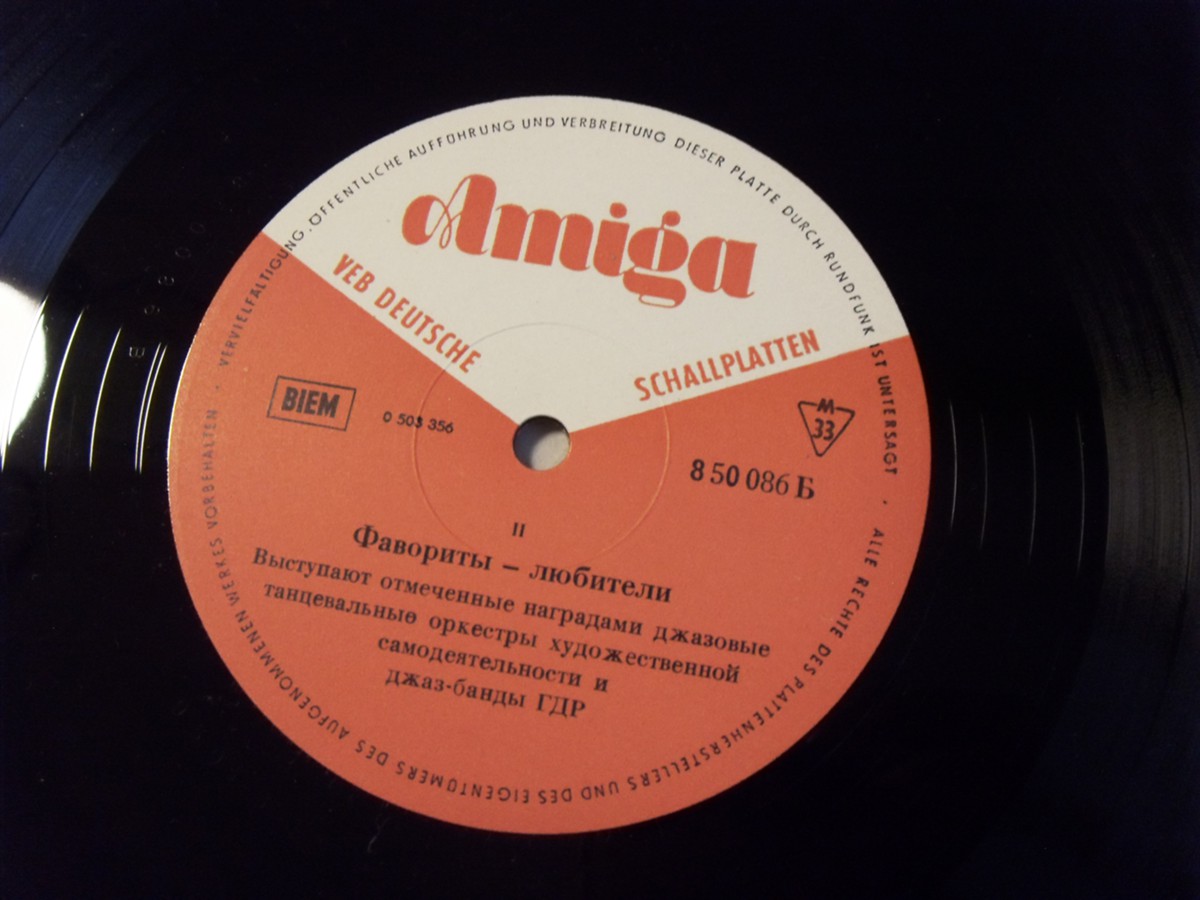 ALLE RECHTE DES PLATTENHERSTELLERS UND DES EIGENTÜMERS DES AUFGENOMMENEN WERKES VORBEHALTEN · VERVIELFÄLTIGUNG, ÖFFENTLICHE AUFFÜHRUNG UND VERBREITUNG DIESER PLATTE DURCH RUNDFUNK IST UNTERSAGT ·
Amiga
VEB DEUTSCHE
SCHALLPLATTEN
BIEM
0 503 356
M
33
8 50 086 Б
II
Фавориты – любители
Выступают отмеченные наградами джазовые
танцевальные оркестры художественной
самодеятельности и
джаз-банды ГДР